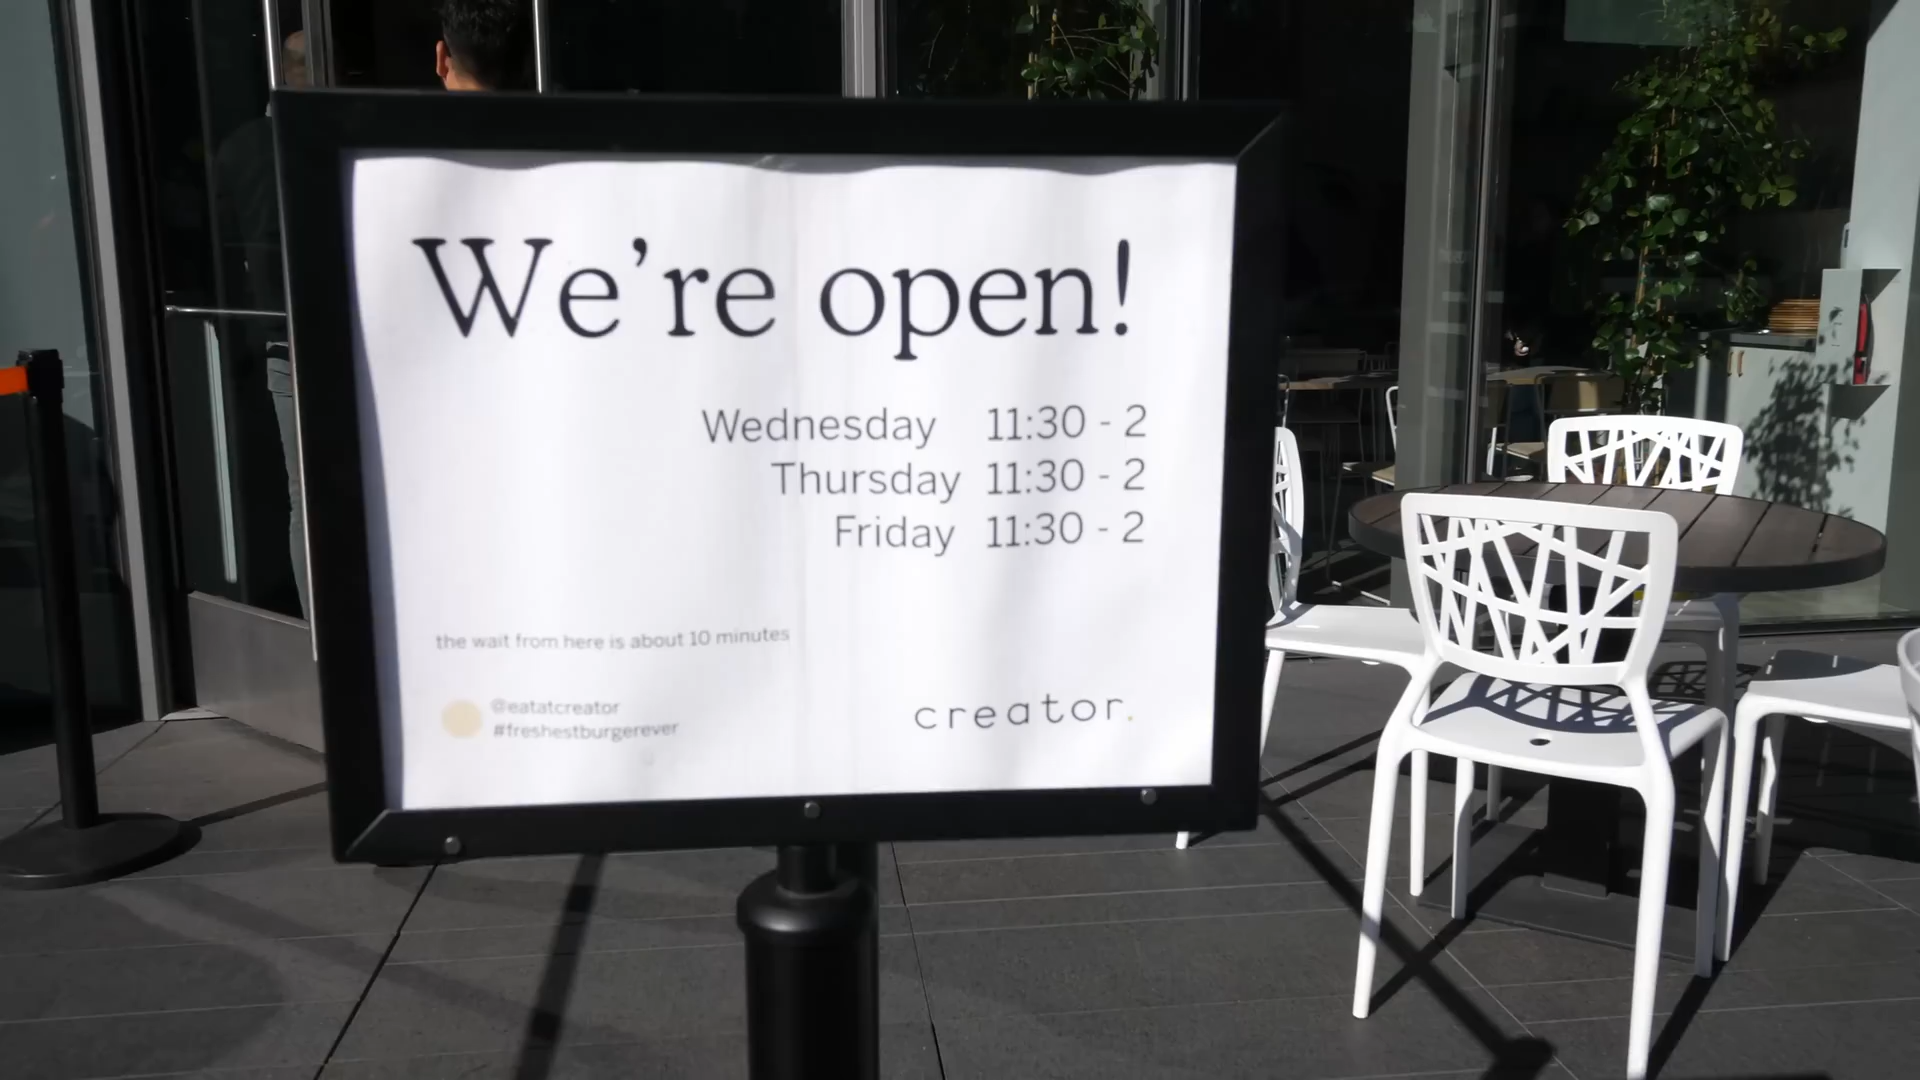 We're open!
Wednesday 11:30 - 2
Thursday 11:30 - 2
Friday 11:30 - 2
the wait from here is about 10 minutes
@eatatcreator
#freshestburgerever
creator.